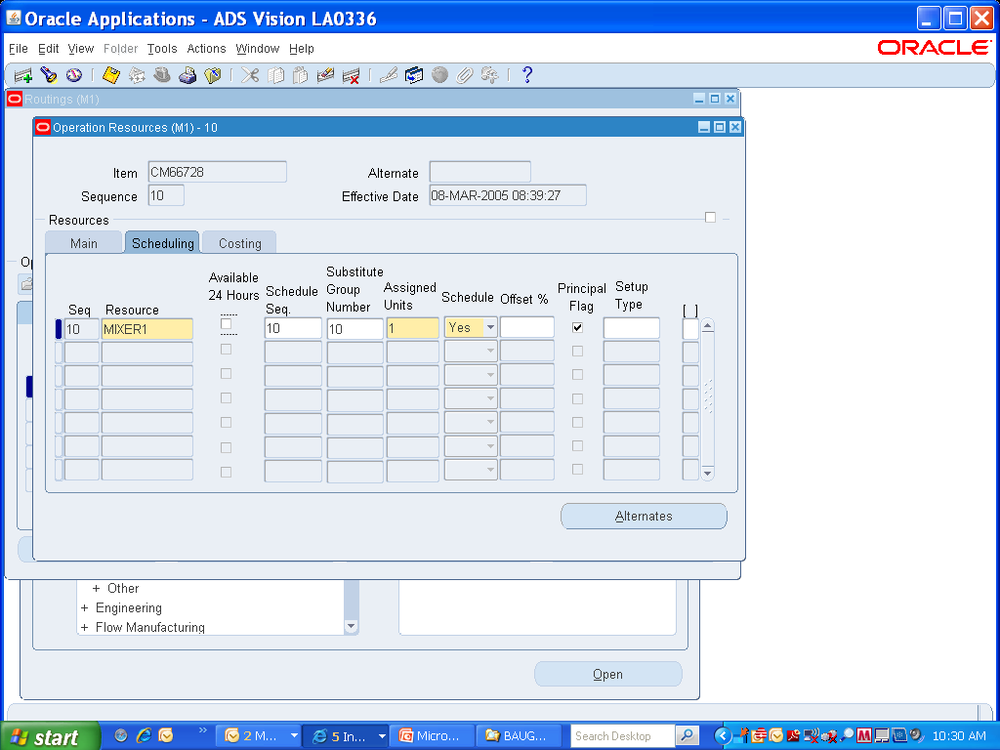 Oracle Applications - ADS Vision LA0336
File Edit View Folder Tools Actions Window Help
ORACLE
Routings (M1)
Operation Resources (M1) - 10
Item CM66728 Alternate
Sequence 10 Effective Date 08-MAR-2005 08:39:27
Resources
Main Scheduling Costing
Available 24 Hours
Schedule Seq.
Substitute Group Number
Assigned Units
Schedule
Offset %
Principal Flag
Setup Type
Seq Resource [ ]
10 MIXER1 10 10 1 Yes
Alternates
+ Other
+ Engineering
+ Flow Manufacturing
Open
start 2 M... 5 In... Micro... BAUG... Search Desktop 10:30 AM